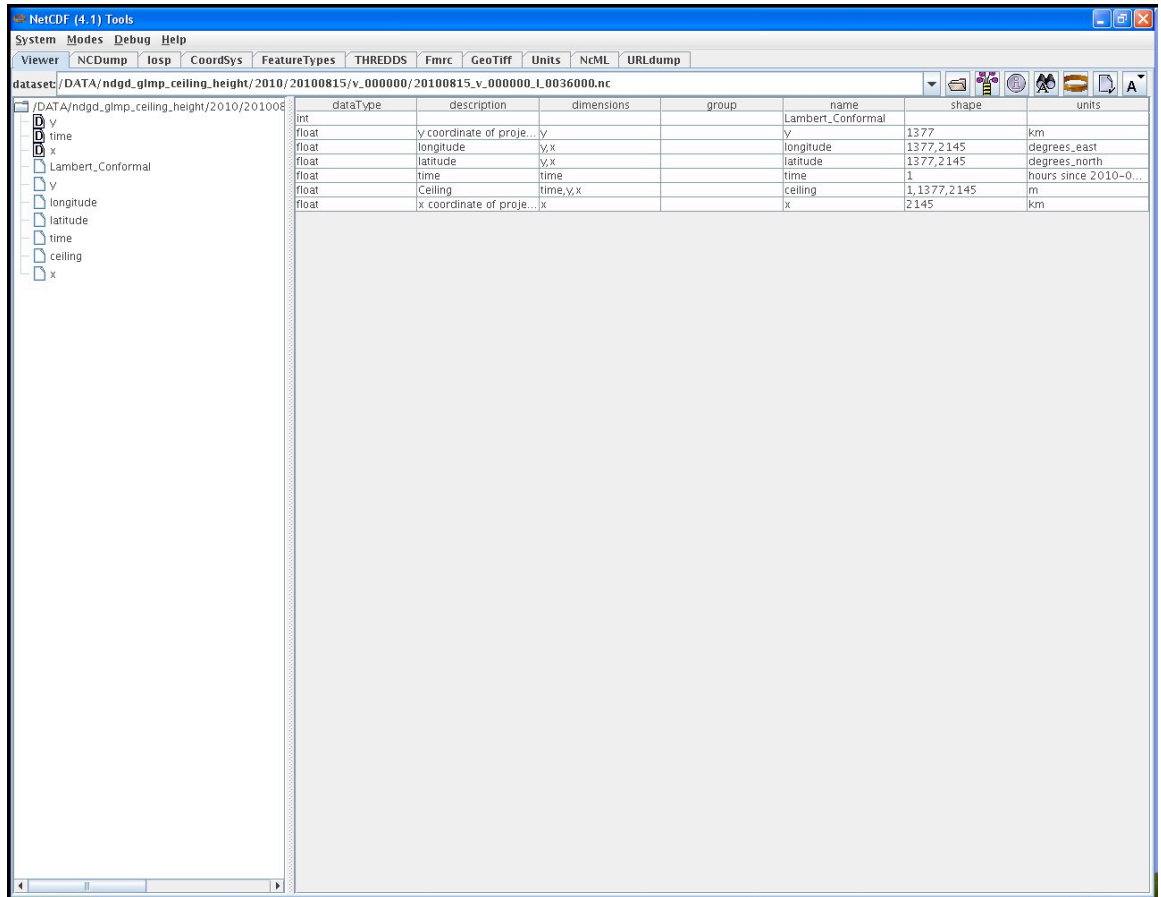 NetCDF (4.1) Tools
System Modes Debug Help
Viewer NCDump Iosp CoordSys FeatureTypes THREDDS Fmrc GeoTiff Units NcML URLdump
dataset: /DATA/ndgd_glmp_ceiling_height/2010/20100815/v_000000/20100815_v_000000_l_0036000.nc
/DATA/ndgd_glmp_ceiling_height/2010/201008
D y
D time
D x
Lambert_Conformal
y
longitude
latitude
time
ceiling
x
dataType description dimensions group name shape units
int Lambert_Conformal
float y coordinate of proje... y y 1377 km
float longitude y,x longitude 1377,2145 degrees_east
float latitude y,x latitude 1377,2145 degrees_north
float time time time 1 hours since 2010-0...
float Ceiling time,y,x ceiling 1,1377,2145 m
float x coordinate of proje... x x 2145 km